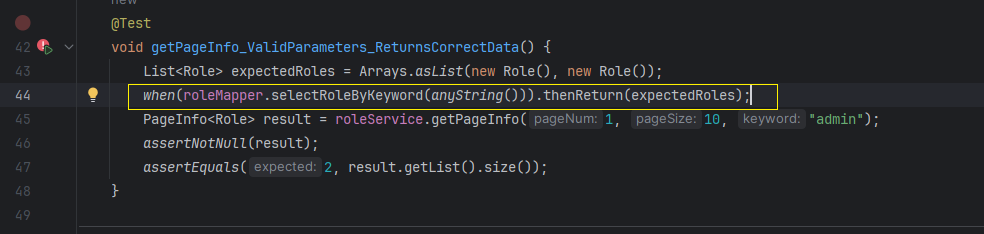 new
@Test
42 void getPageInfo_ValidParameters_ReturnsCorrectData() {
43 List<Role> expectedRoles = Arrays.asList(new Role(), new Role());
44 when(roleMapper.selectRoleByKeyword(anyString())).thenReturn(expectedRoles);
45 PageInfo<Role> result = roleService.getPageInfo( pageNum: 1, pageSize: 10, keyword: "admin");
46 assertNotNull(result);
47 assertEquals( expected: 2, result.getList().size());
48 }
49